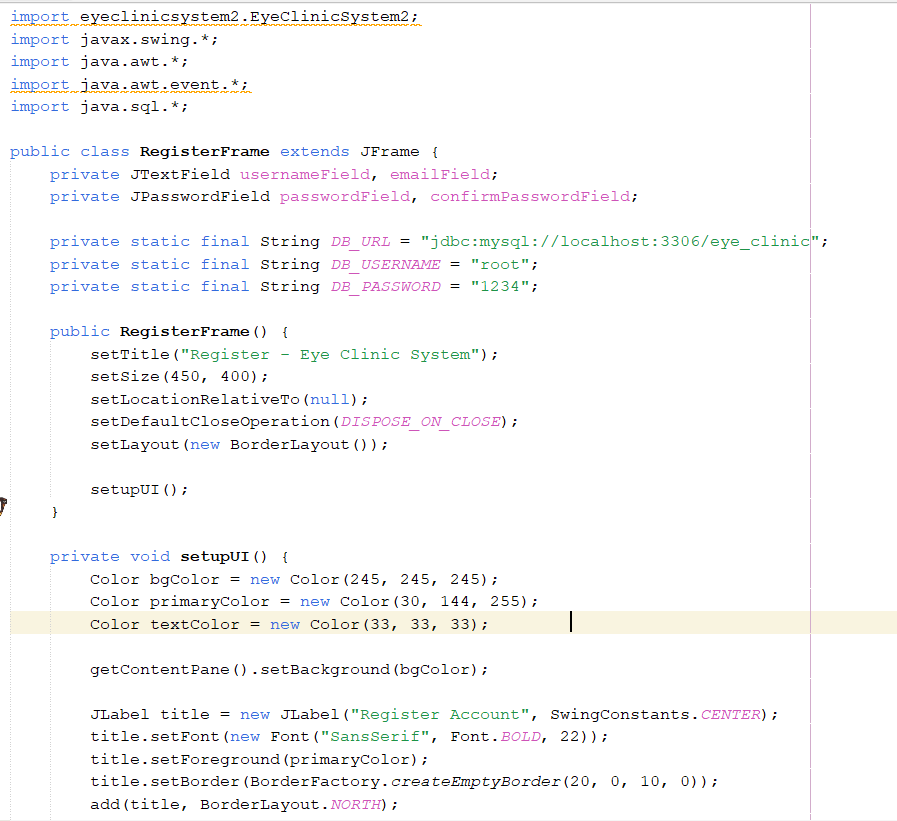 import eyeclinicsystem2.EyeClinicSystem2;
import javax.swing.*;
import java.awt.*;
import java.awt.event.*;
import java.sql.*;

public class RegisterFrame extends JFrame {
    private JTextField usernameField, emailField;
    private JPasswordField passwordField, confirmPasswordField;

    private static final String DB_URL = "jdbc:mysql://localhost:3306/eye_clinic";
    private static final String DB_USERNAME = "root";
    private static final String DB_PASSWORD = "1234";

    public RegisterFrame() {
        setTitle("Register - Eye Clinic System");
        setSize(450, 400);
        setLocationRelativeTo(null);
        setDefaultCloseOperation(DISPOSE_ON_CLOSE);
        setLayout(new BorderLayout());

        setupUI();
    }

    private void setupUI() {
        Color bgColor = new Color(245, 245, 245);
        Color primaryColor = new Color(30, 144, 255);
        Color textColor = new Color(33, 33, 33);

        getContentPane().setBackground(bgColor);

        JLabel title = new JLabel("Register Account", SwingConstants.CENTER);
        title.setFont(new Font("SansSerif", Font.BOLD, 22));
        title.setForeground(primaryColor);
        title.setBorder(BorderFactory.createEmptyBorder(20, 0, 10, 0));
        add(title, BorderLayout.NORTH);